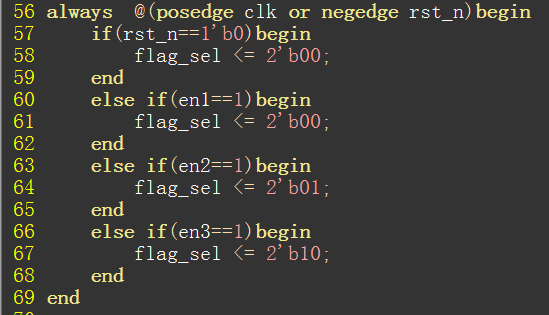 56 always  @(posedge clk or negedge rst_n)begin
57     if(rst_n==1'b0)begin
58         flag_sel <= 2'b00;
59     end
60     else if(en1==1)begin
61         flag_sel <= 2'b00;
62     end
63     else if(en2==1)begin
64         flag_sel <= 2'b01;
65     end
66     else if(en3==1)begin
67         flag_sel <= 2'b10;
68     end
69 end